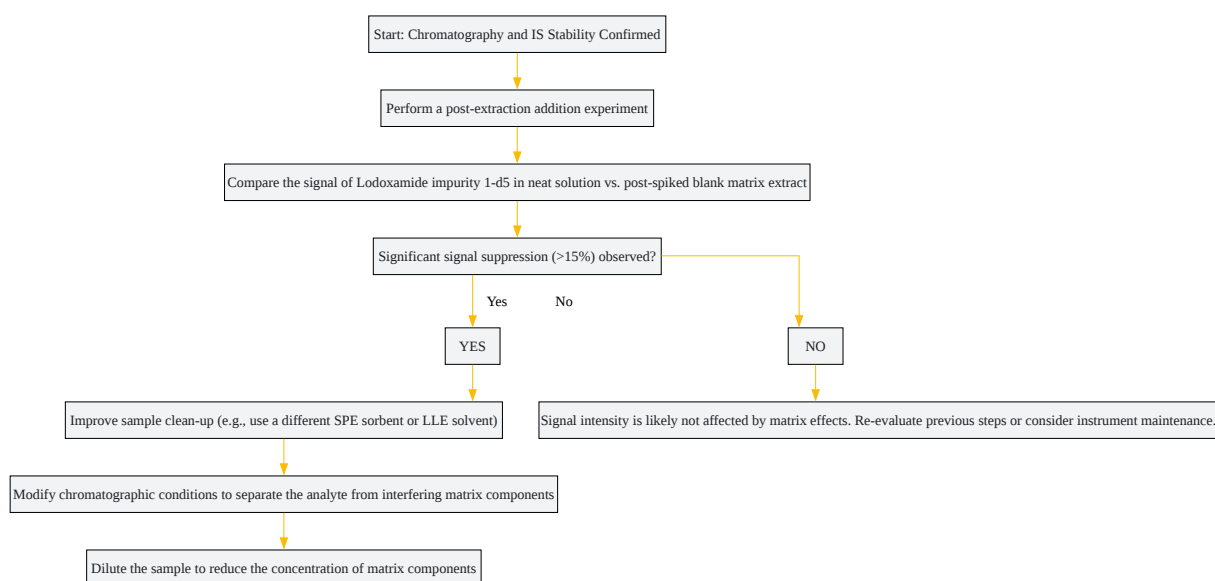 Start: Chromatography and IS Stability Confirmed
Perform a post-extraction addition experiment
Compare the signal of Lodoxamide impurity 1-d5 in neat solution vs. post-spiked blank matrix extract
Significant signal suppression (>15%) observed?
Yes
No
YES
NO
Improve sample clean-up (e.g., use a different SPE sorbent or LLE solvent)
Signal intensity is likely not affected by matrix effects. Re-evaluate previous steps or consider instrument maintenance.
Modify chromatographic conditions to separate the analyte from interfering matrix components
Dilute the sample to reduce the concentration of matrix components